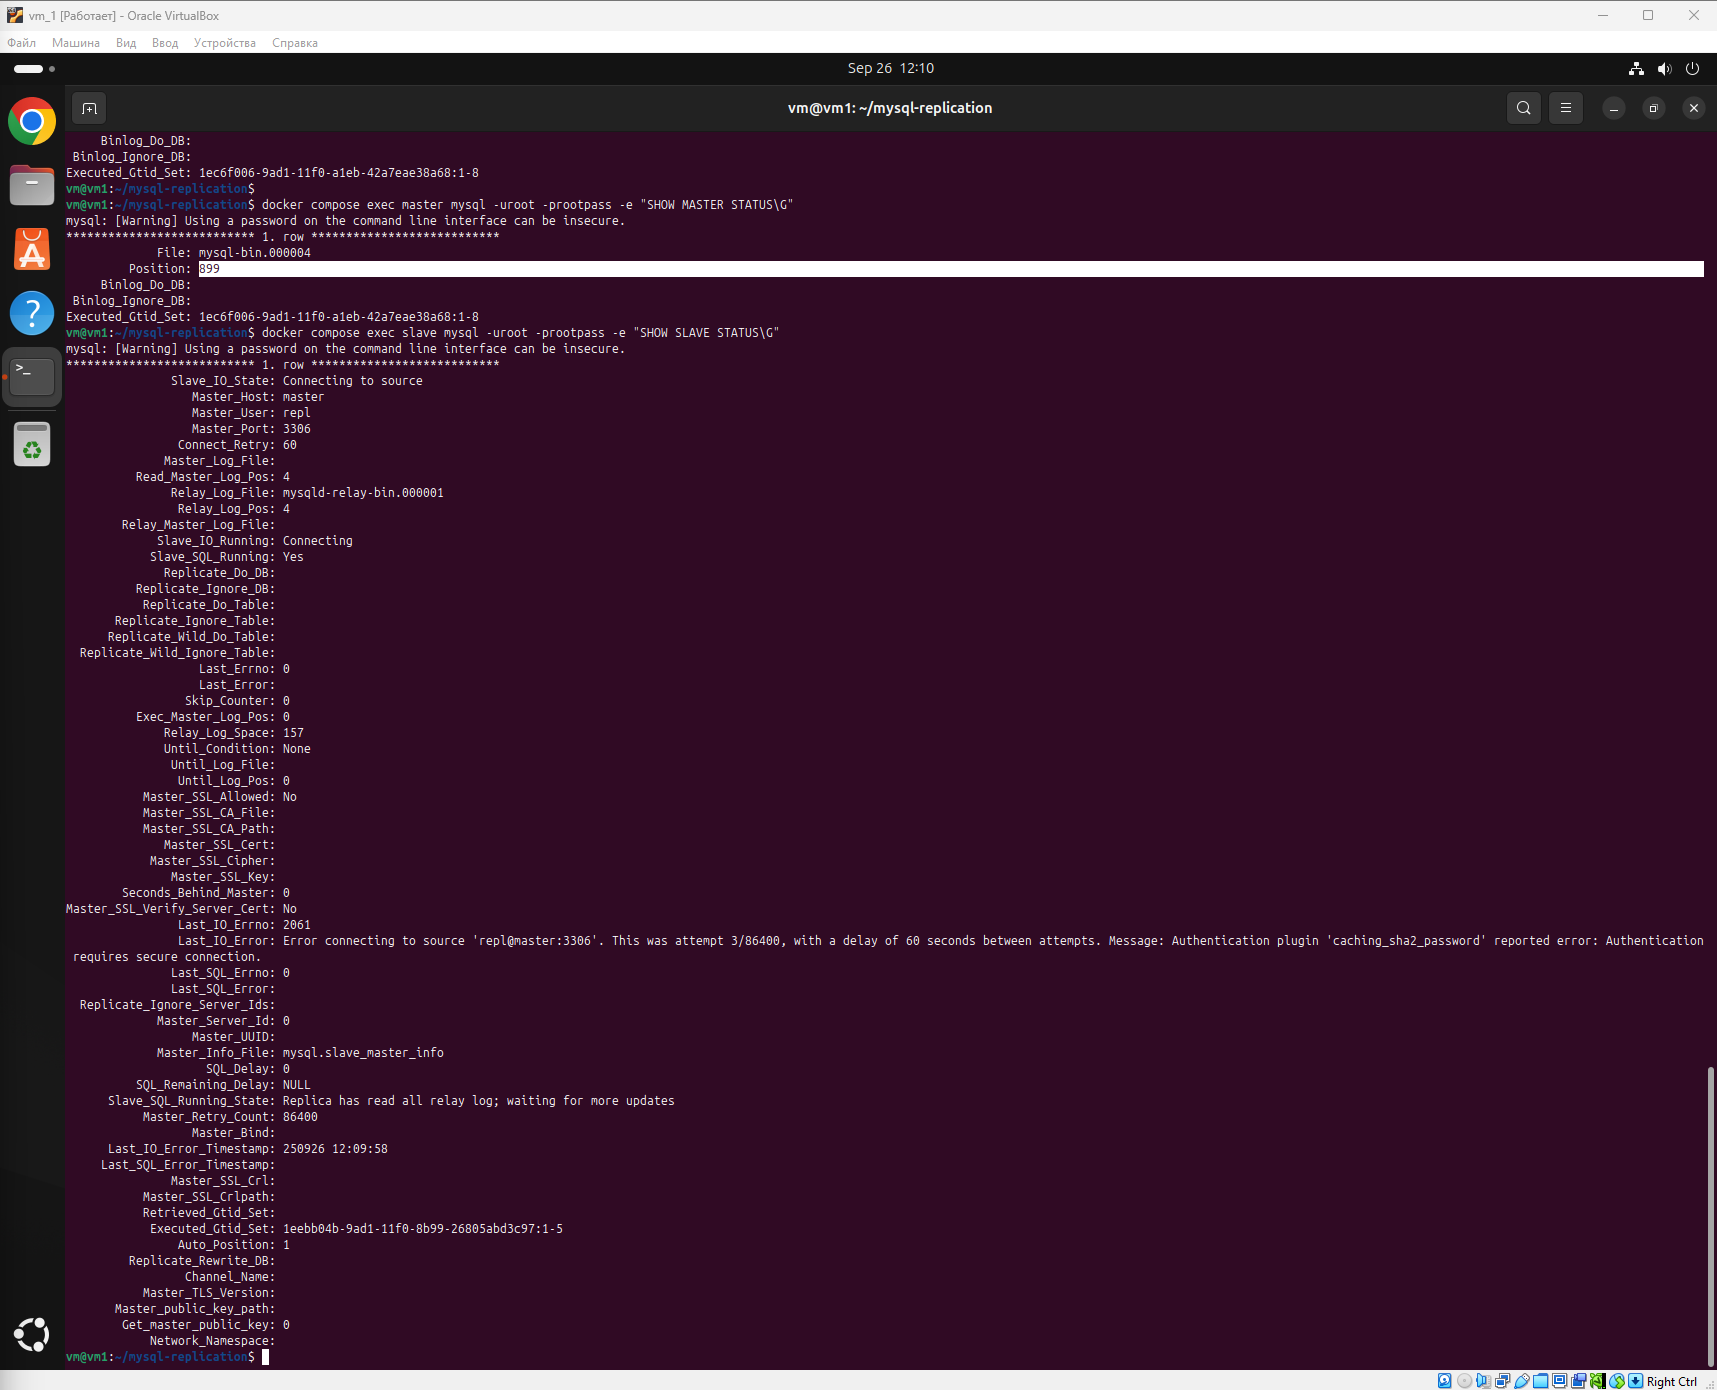 vm_1 [Работает] - Oracle VirtualBox
Файл Машина Вид Ввод Устройства Справка
Sep 26 12:10
vm@vm1: ~/mysql-replication
Binlog_Do_DB:
Binlog_Ignore_DB:
Executed_Gtid_Set: 1ec6f006-9ad1-11f0-a1eb-42a7eae38a68:1-8
vm@vm1:~/mysql-replication$
vm@vm1:~/mysql-replication$ docker compose exec master mysql -uroot -prootpass -e "SHOW MASTER STATUS\G"
mysql: [Warning] Using a password on the command line interface can be insecure.
*************************** 1. row ***************************
File: mysql-bin.000004
Position: 899
Binlog_Do_DB:
Binlog_Ignore_DB:
Executed_Gtid_Set: 1ec6f006-9ad1-11f0-a1eb-42a7eae38a68:1-8
vm@vm1:~/mysql-replication$ docker compose exec slave mysql -uroot -prootpass -e "SHOW SLAVE STATUS\G"
mysql: [Warning] Using a password on the command line interface can be insecure.
*************************** 1. row ***************************
Slave_IO_State: Connecting to source
Master_Host: master
Master_User: repl
Master_Port: 3306
Connect_Retry: 60
Master_Log_File:
Read_Master_Log_Pos: 4
Relay_Log_File: mysqld-relay-bin.000001
Relay_Log_Pos: 4
Relay_Master_Log_File:
Slave_IO_Running: Connecting
Slave_SQL_Running: Yes
Replicate_Do_DB:
Replicate_Ignore_DB:
Replicate_Do_Table:
Replicate_Ignore_Table:
Replicate_Wild_Do_Table:
Replicate_Wild_Ignore_Table:
Last_Errno: 0
Last_Error:
Skip_Counter: 0
Exec_Master_Log_Pos: 0
Relay_Log_Space: 157
Until_Condition: None
Until_Log_File:
Until_Log_Pos: 0
Master_SSL_Allowed: No
Master_SSL_CA_File:
Master_SSL_CA_Path:
Master_SSL_Cert:
Master_SSL_Cipher:
Master_SSL_Key:
Seconds_Behind_Master: 0
Master_SSL_Verify_Server_Cert: No
Last_IO_Errno: 2061
Last_IO_Error: Error connecting to source 'repl@master:3306'. This was attempt 3/86400, with a delay of 60 seconds between attempts. Message: Authentication plugin 'caching_sha2_password' reported error: Authentication
requires secure connection.
Last_SQL_Errno: 0
Last_SQL_Error:
Replicate_Ignore_Server_Ids:
Master_Server_Id: 0
Master_UUID:
Master_Info_File: mysql.slave_master_info
SQL_Delay: 0
SQL_Remaining_Delay: NULL
Slave_SQL_Running_State: Replica has read all relay log; waiting for more updates
Master_Retry_Count: 86400
Master_Bind:
Last_IO_Error_Timestamp: 250926 12:09:58
Last_SQL_Error_Timestamp:
Master_SSL_Crl:
Master_SSL_Crlpath:
Retrieved_Gtid_Set:
Executed_Gtid_Set: 1eebb04b-9ad1-11f0-8b99-26805abd3c97:1-5
Auto_Position: 1
Replicate_Rewrite_DB:
Channel_Name:
Master_TLS_Version:
Master_public_key_path:
Get_master_public_key: 0
Network_Namespace:
vm@vm1:~/mysql-replication$
Right Ctrl